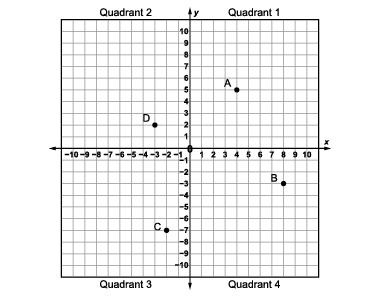 Quadrant 2 y Quadrant 1
10
9
8
7
6
A
5
4
3
D
2
1
x
−10 −9 −8 −7 −6 −5 −4 −3 −2 −1 0 1 2 3 4 5 6 7 8 9 10
−1
−2
B
−3
−4
−5
−6
C
−7
−8
−9
−10
Quadrant 3 Quadrant 4